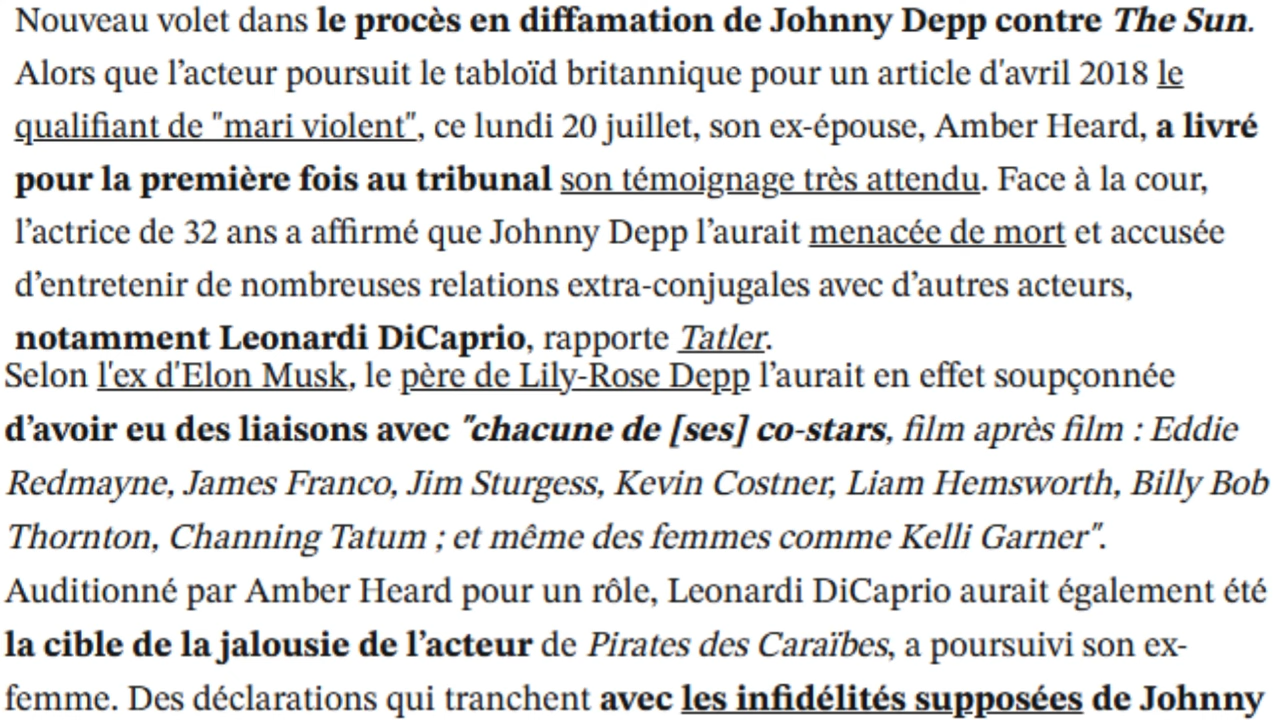 Nouveau volet dans le procès en diffamation de Johnny Depp contre The Sun.
Alors que l’acteur poursuit le tabloïd britannique pour un article d'avril 2018 le
qualifiant de "mari violent", ce lundi 20 juillet, son ex-épouse, Amber Heard, a livré
pour la première fois au tribunal son témoignage très attendu. Face à la cour,
l’actrice de 32 ans a affirmé que Johnny Depp l’aurait menacée de mort et accusée
d’entretenir de nombreuses relations extra-conjugales avec d’autres acteurs,
notamment Leonardi DiCaprio, rapporte Tatler.
Selon l'ex d'Elon Musk, le père de Lily-Rose Depp l’aurait en effet soupçonnée
d’avoir eu des liaisons avec "chacune de [ses] co-stars, film après film : Eddie
Redmayne, James Franco, Jim Sturgess, Kevin Costner, Liam Hemsworth, Billy Bob
Thornton, Channing Tatum ; et même des femmes comme Kelli Garner".
Auditionné par Amber Heard pour un rôle, Leonardi DiCaprio aurait également été
la cible de la jalousie de l’acteur de Pirates des Caraïbes, a poursuivi son ex-
femme. Des déclarations qui tranchent avec les infidélités supposées de Johnny